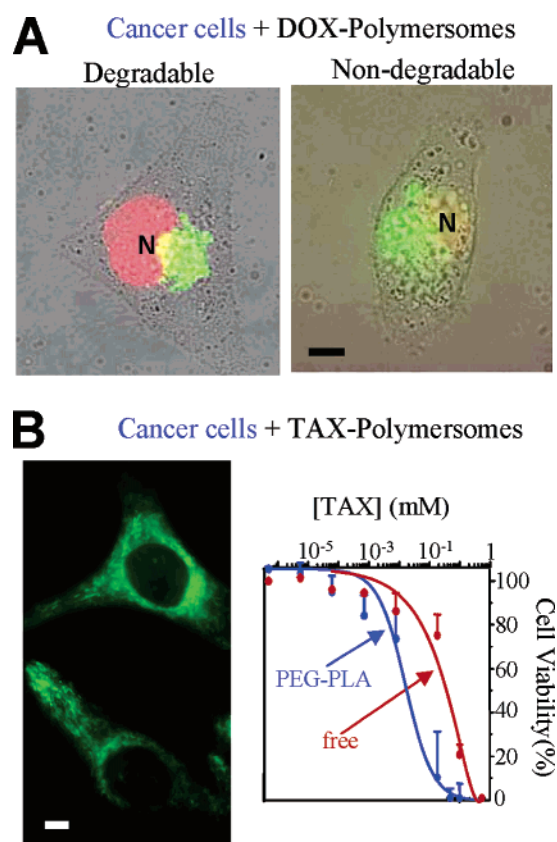 A Cancer cells + DOX-Polymersomes
Degradable Non-degradable
N N
B Cancer cells + TAX-Polymersomes
[TAX] (mM)
10⁻⁵ 10⁻³ 10⁻¹ 1
100
80
60
40
20
0
Cell Viability(%)
PEG-PLA
free